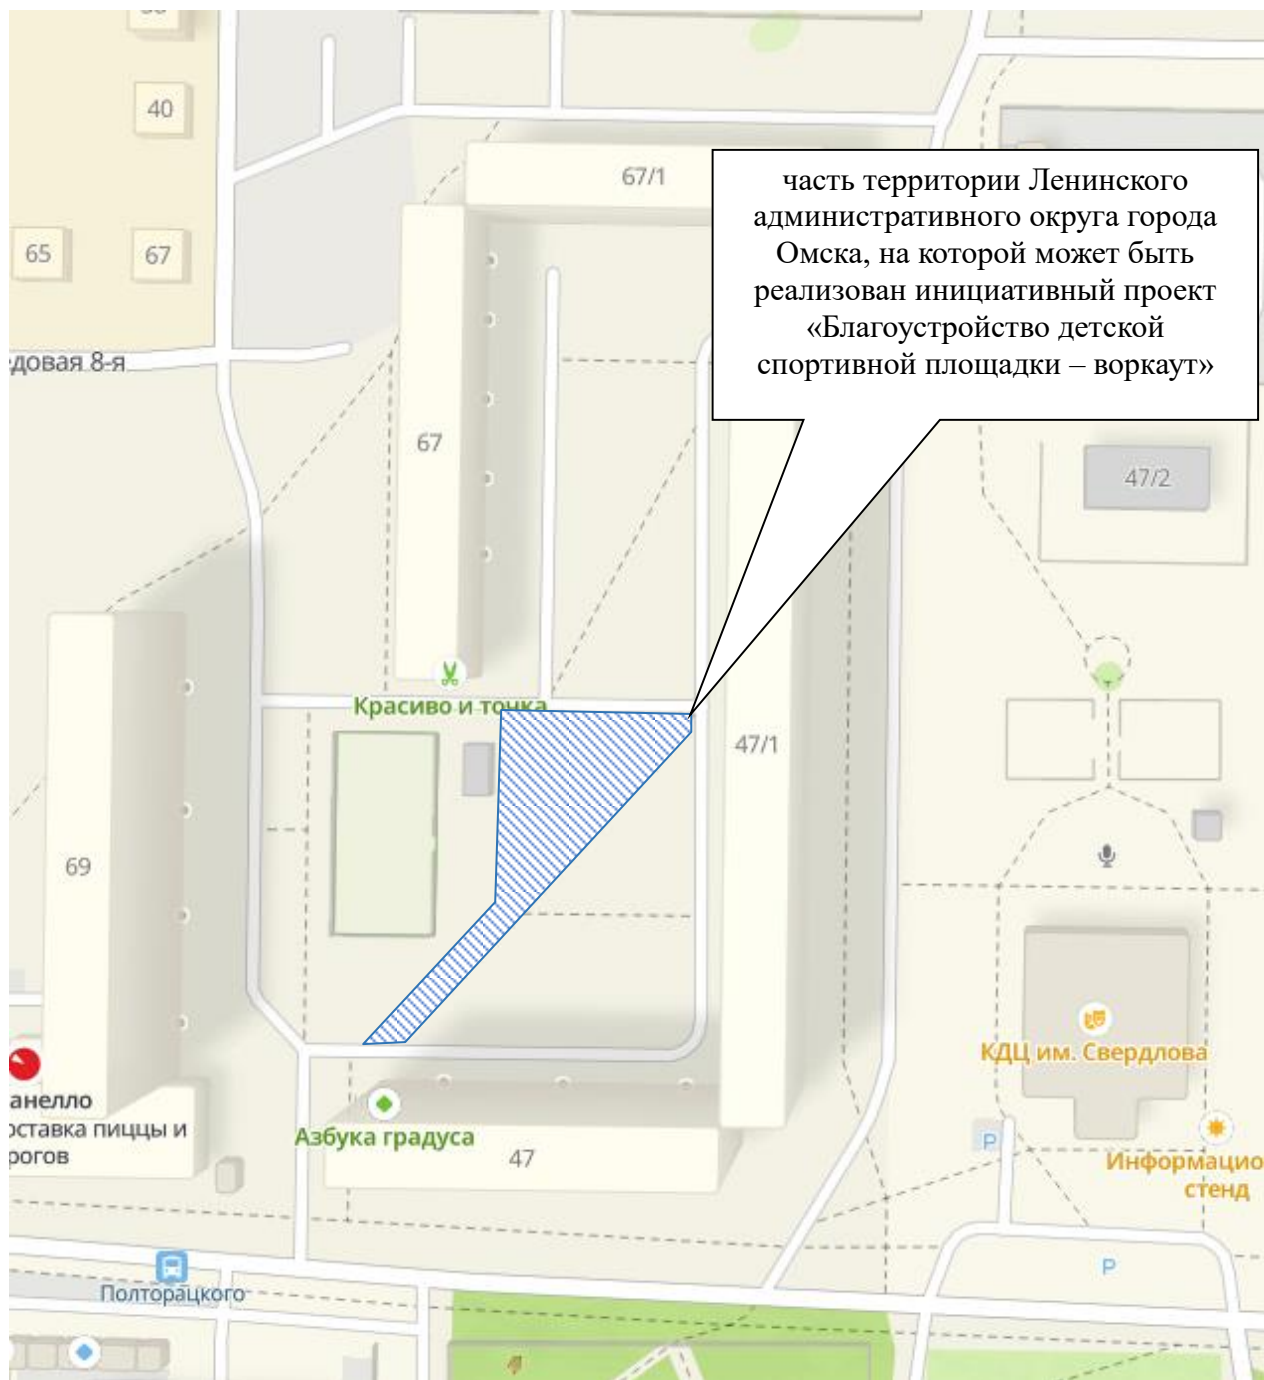 40
67/1
часть территории Ленинского
административного округа города
Омска, на которой может быть
реализован инициативный проект
«Благоустройство детской
спортивной площадки – воркаут»
65
67
довая 8-я
67
47/2
Красиво и точка
47/1
69
КДЦ им. Свердлова
анелло
ставка пиццы и
рогов
Азбука градуса
47
P
Информацио
стенд
Полторацкого
P